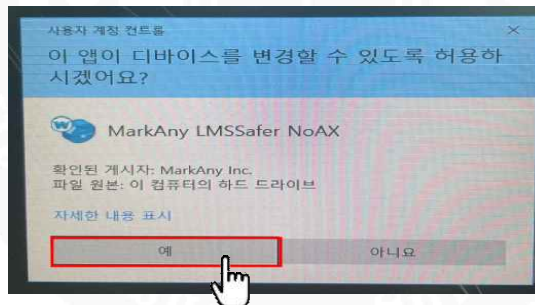 사용자 계정 컨트롤
이 앱이 디바이스를 변경할 수 있도록 허용하
시겠어요?
MarkAny LMSSafer NoAX
확인된 게시자: MarkAny Inc.
파일 원본: 이 컴퓨터의 하드 드라이브
자세한 내용 표시
예
아니요